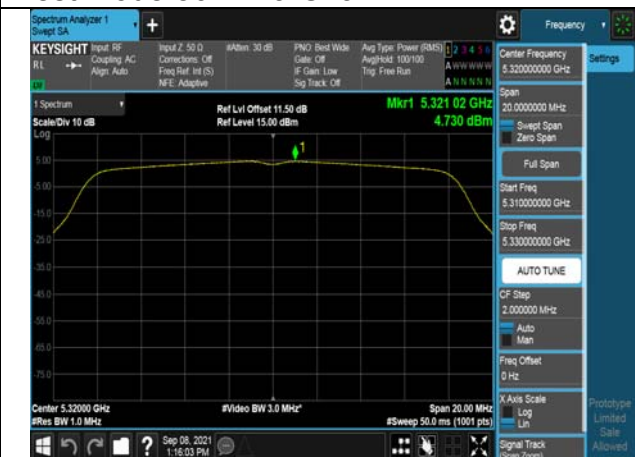 Spectrum Analyzer 1
Swept SA
Frequency
KEYSIGHT
RL
Input: RF
Coupling: AC
Align: Auto
Input Z: 50 Ω
Corrections: Off
Freq Ref: Int (S)
NFE: Adaptive
#Atten: 30 dB
PNO: Best Wide
Gate: Off
IF Gain: Low
Sig Track: Off
Avg Type: Power (RMS)
Avg|Hold: 100/100
Trig: Free Run
1 2 3 4 5 6
A W W W W W
A N N N N N
1 Spectrum
Scale/Div 10 dB
Log
Ref Lvl Offset 11.50 dB
Ref Level 15.00 dBm
Mkr1 5.321 02 GHz
4.730 dBm
1
5.00
-5.00
-15.0
-25.0
-35.0
-45.0
-55.0
-65.0
-75.0
Center 5.32000 GHz
#Res BW 1.0 MHz
#Video BW 3.0 MHz*
Span 20.00 MHz
#Sweep 50.0 ms (1001 pts)
Sep 08, 2021
1:16:03 PM
Center Frequency
5.320000000 GHz
Settings
Span
20.0000000 MHz
Swept Span
Zero Span
Full Span
Start Freq
5.310000000 GHz
Stop Freq
5.330000000 GHz
AUTO TUNE
CF Step
2.000000 MHz
Auto
Man
Freq Offset
0 Hz
X Axis Scale
Log
Lin
Signal Track
(Span Zoom)
Prototype
Limited
Sale
Allowed